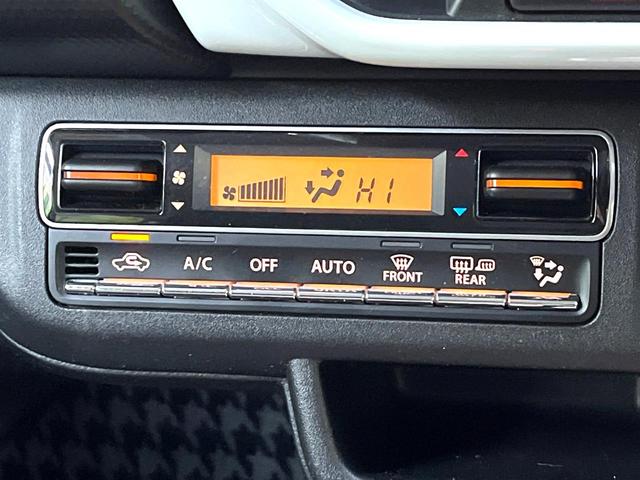 HI
A/C OFF AUTO FRONT REAR